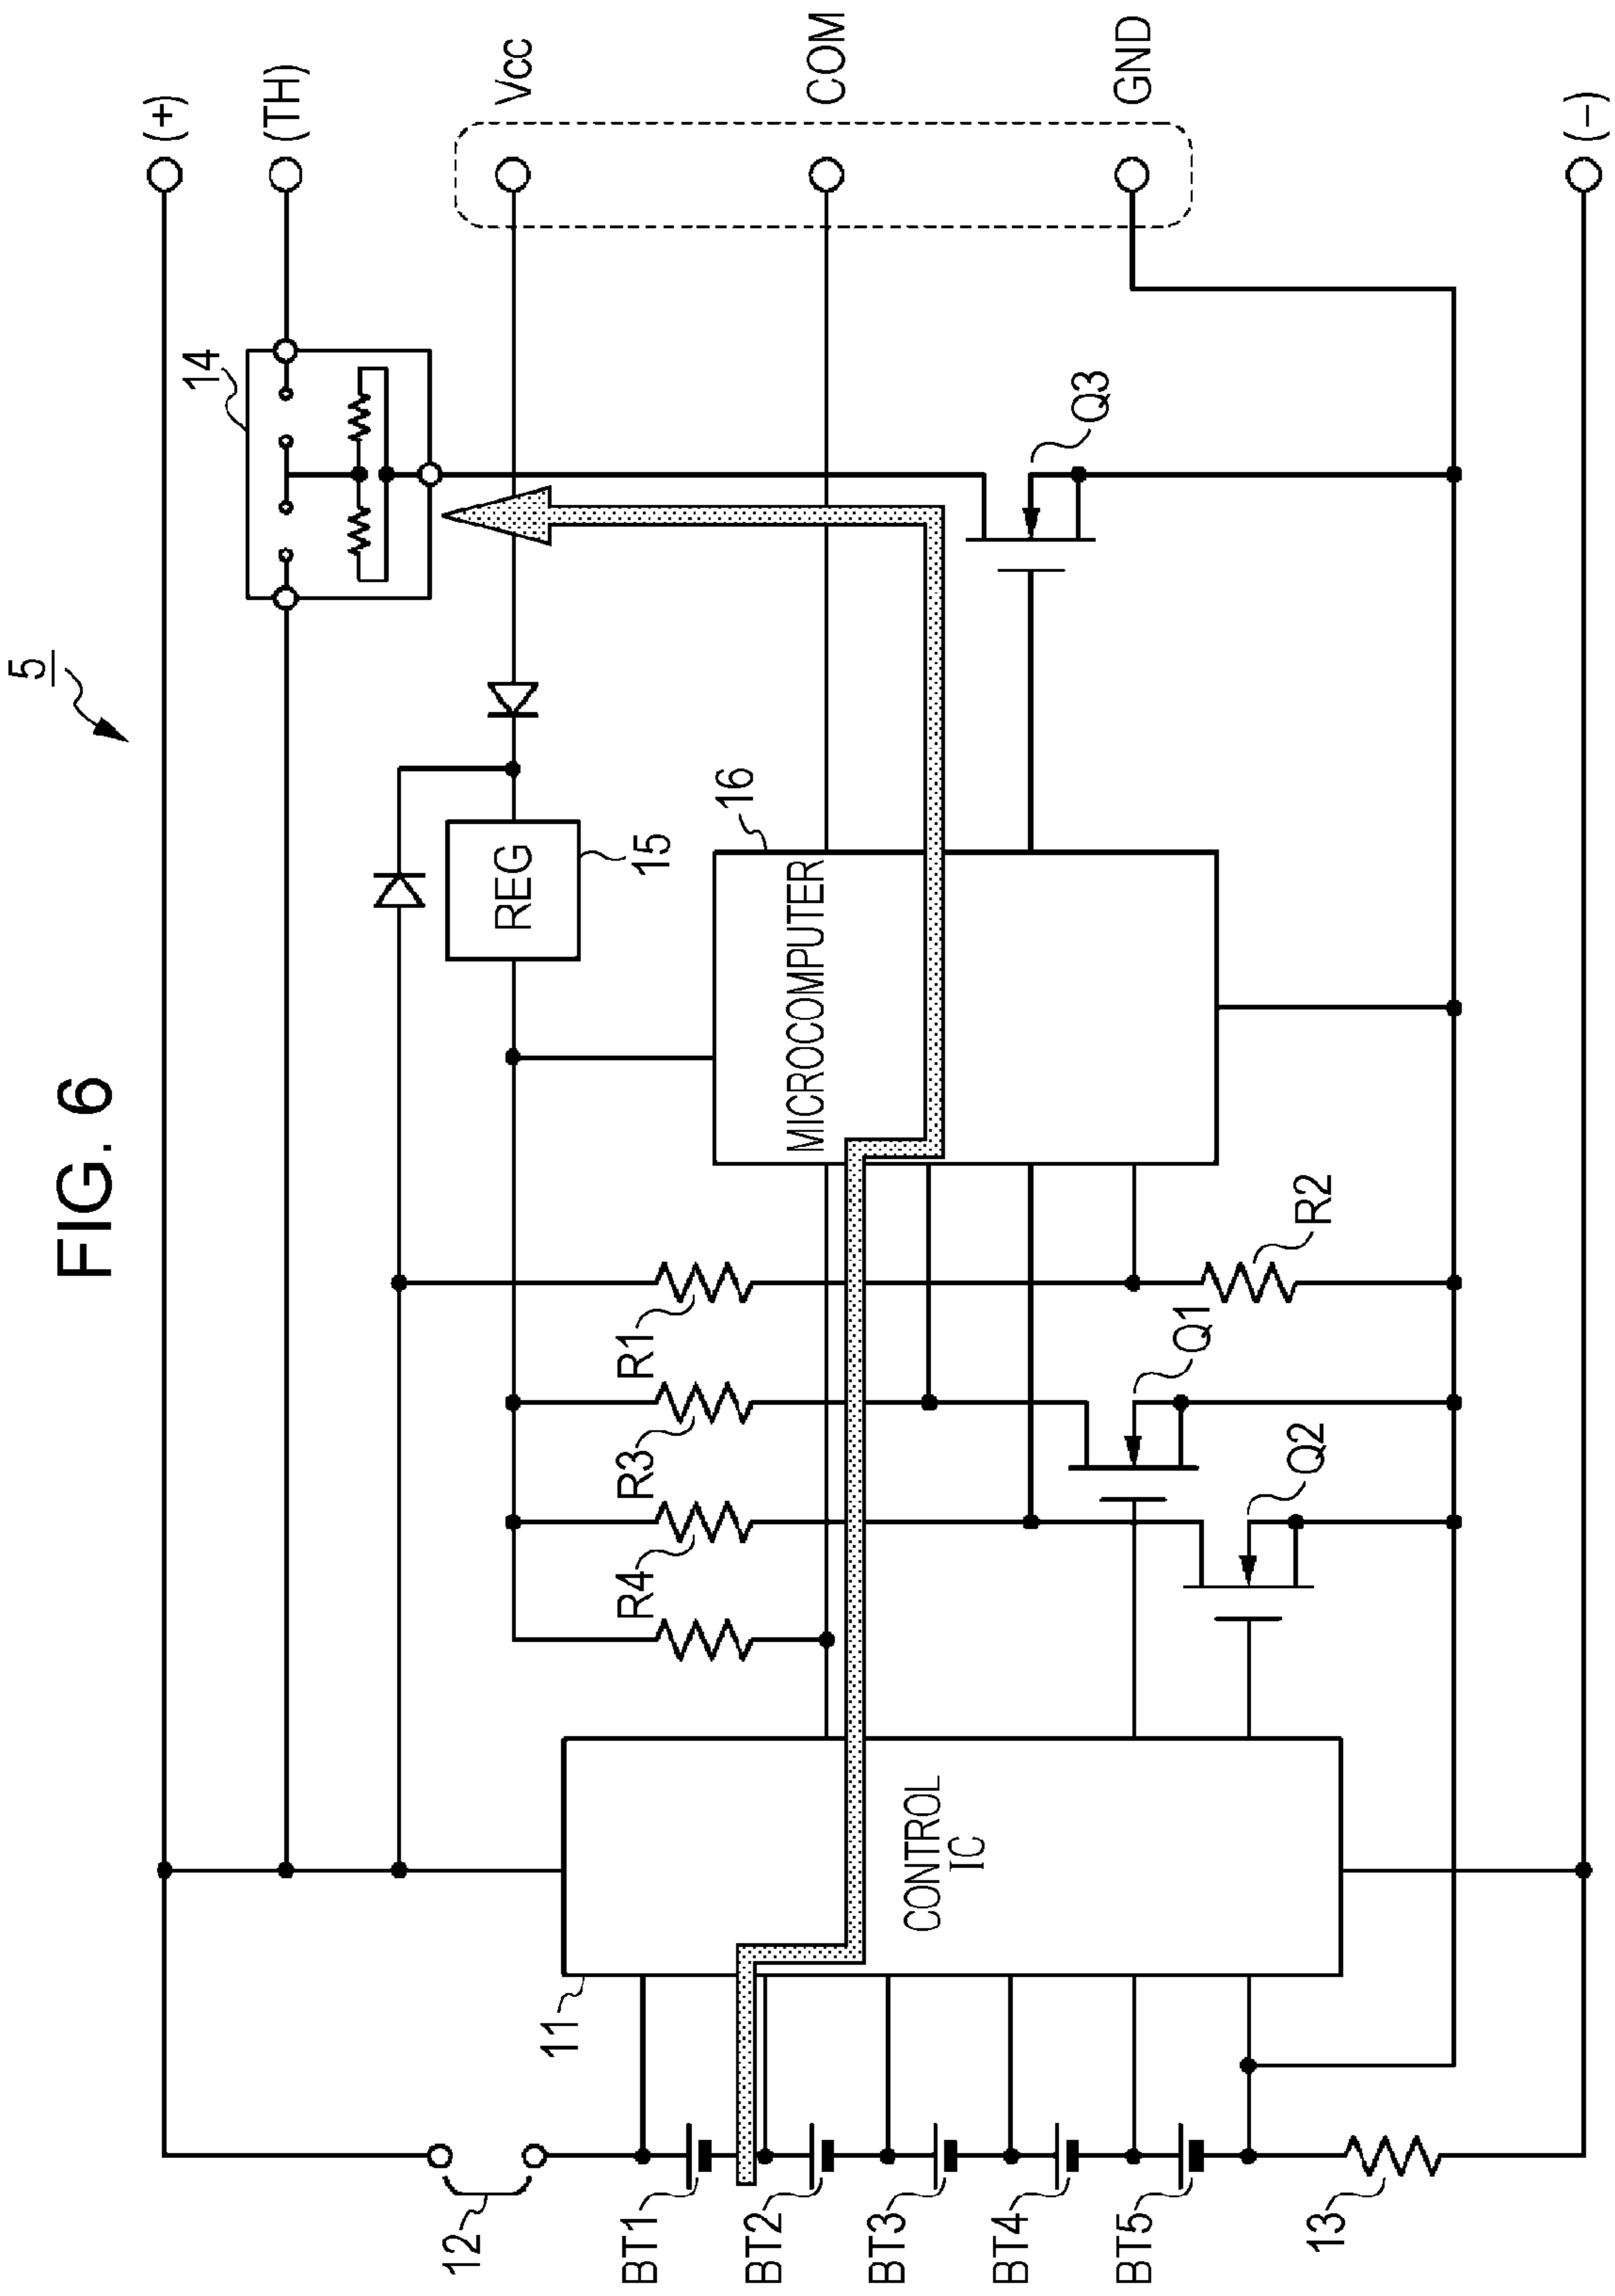 FIG. 6
5
(+)
(TH)
Vcc
COM
GND
(−)
14
Q3
REG
15
16
MICROCOMPUTER
R1
R2
R3
Q1
R4
Q2
CONTROL
IC
11
12
BT1
BT2
BT3
BT4
BT5
13